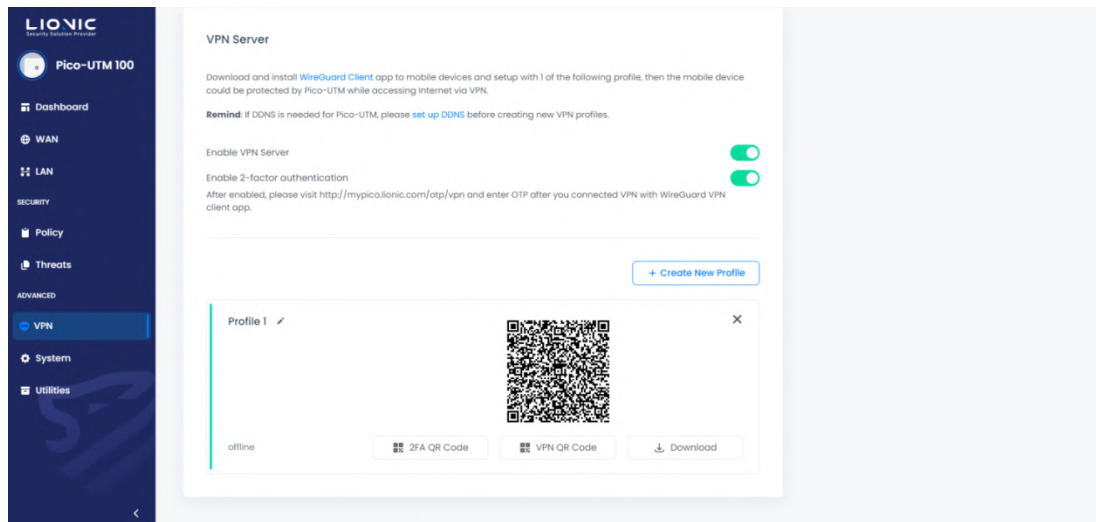 LIONIC
Security Solution Provider
Pico-UTM 100
Dashboard
WAN
LAN
SECURITY
Policy
Threats
ADVANCED
VPN
System
Utilities
VPN Server
Download and install WireGuard Client app to mobile devices and setup with 1 of the following profile, then the mobile device
could be protected by Pico-UTM while accessing Internet via VPN.
Remind: If DDNS is needed for Pico-UTM, please set up DDNS before creating new VPN profiles.
Enable VPN Server
Enable 2-factor authentication
After enabled, please visit http://mypico.lionic.com/otp/vpn and enter OTP after you connected VPN with WireGuard VPN
client app.
+ Create New Profile
Profile 1
offline
2FA QR Code
VPN QR Code
Download